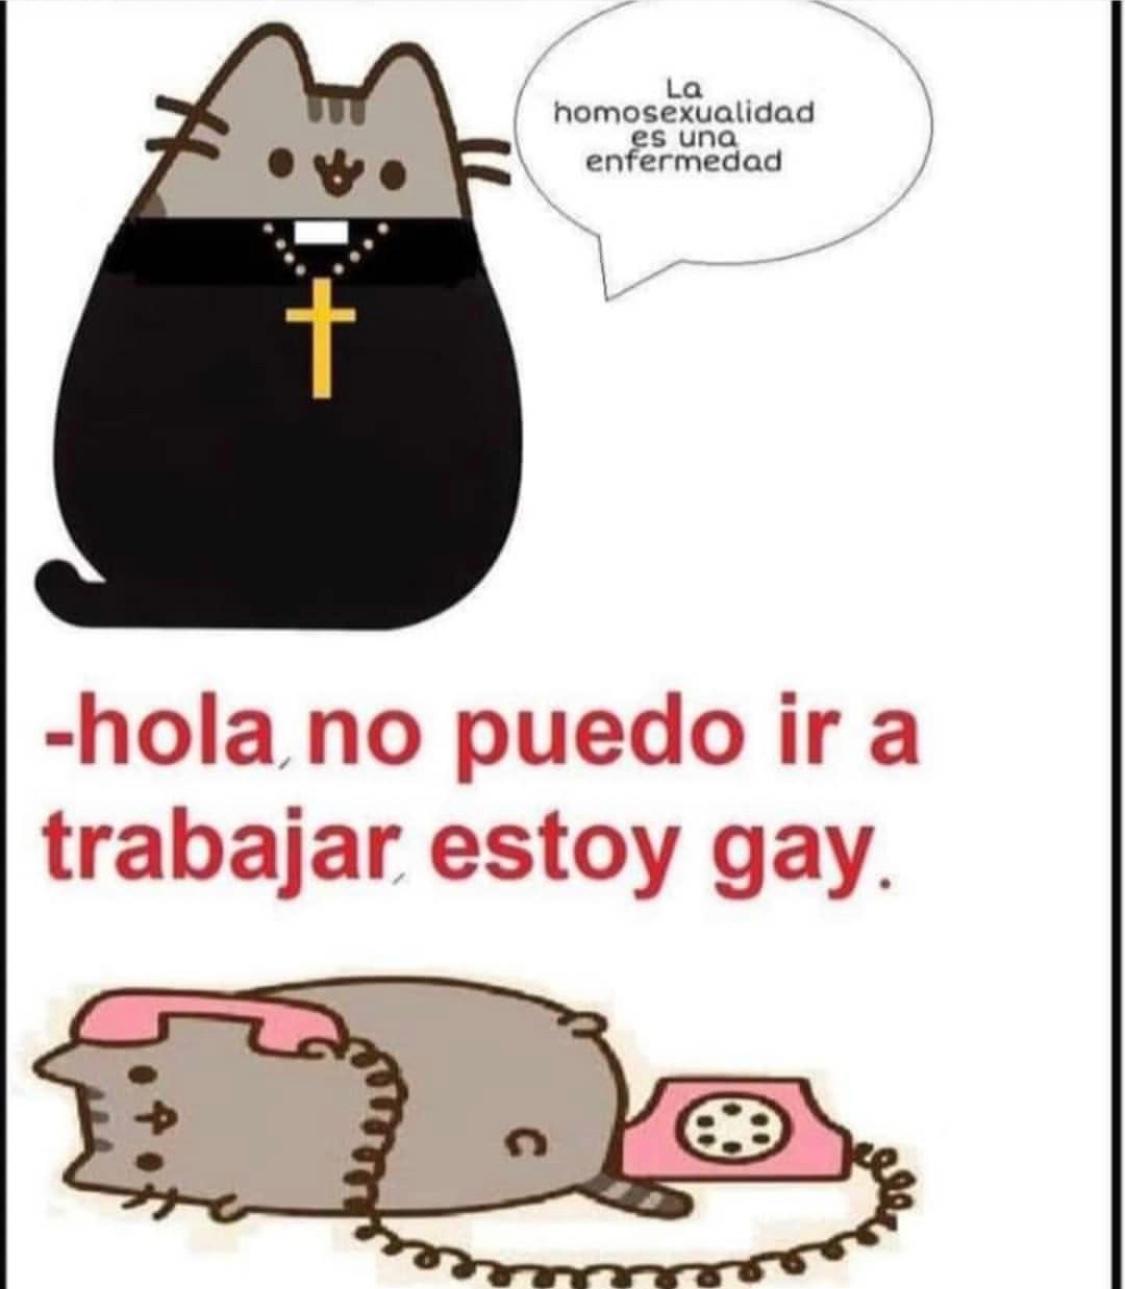 La
homosexualidad
es una
enfermedad
-hola, no puedo ir a
trabajar, estoy gay.